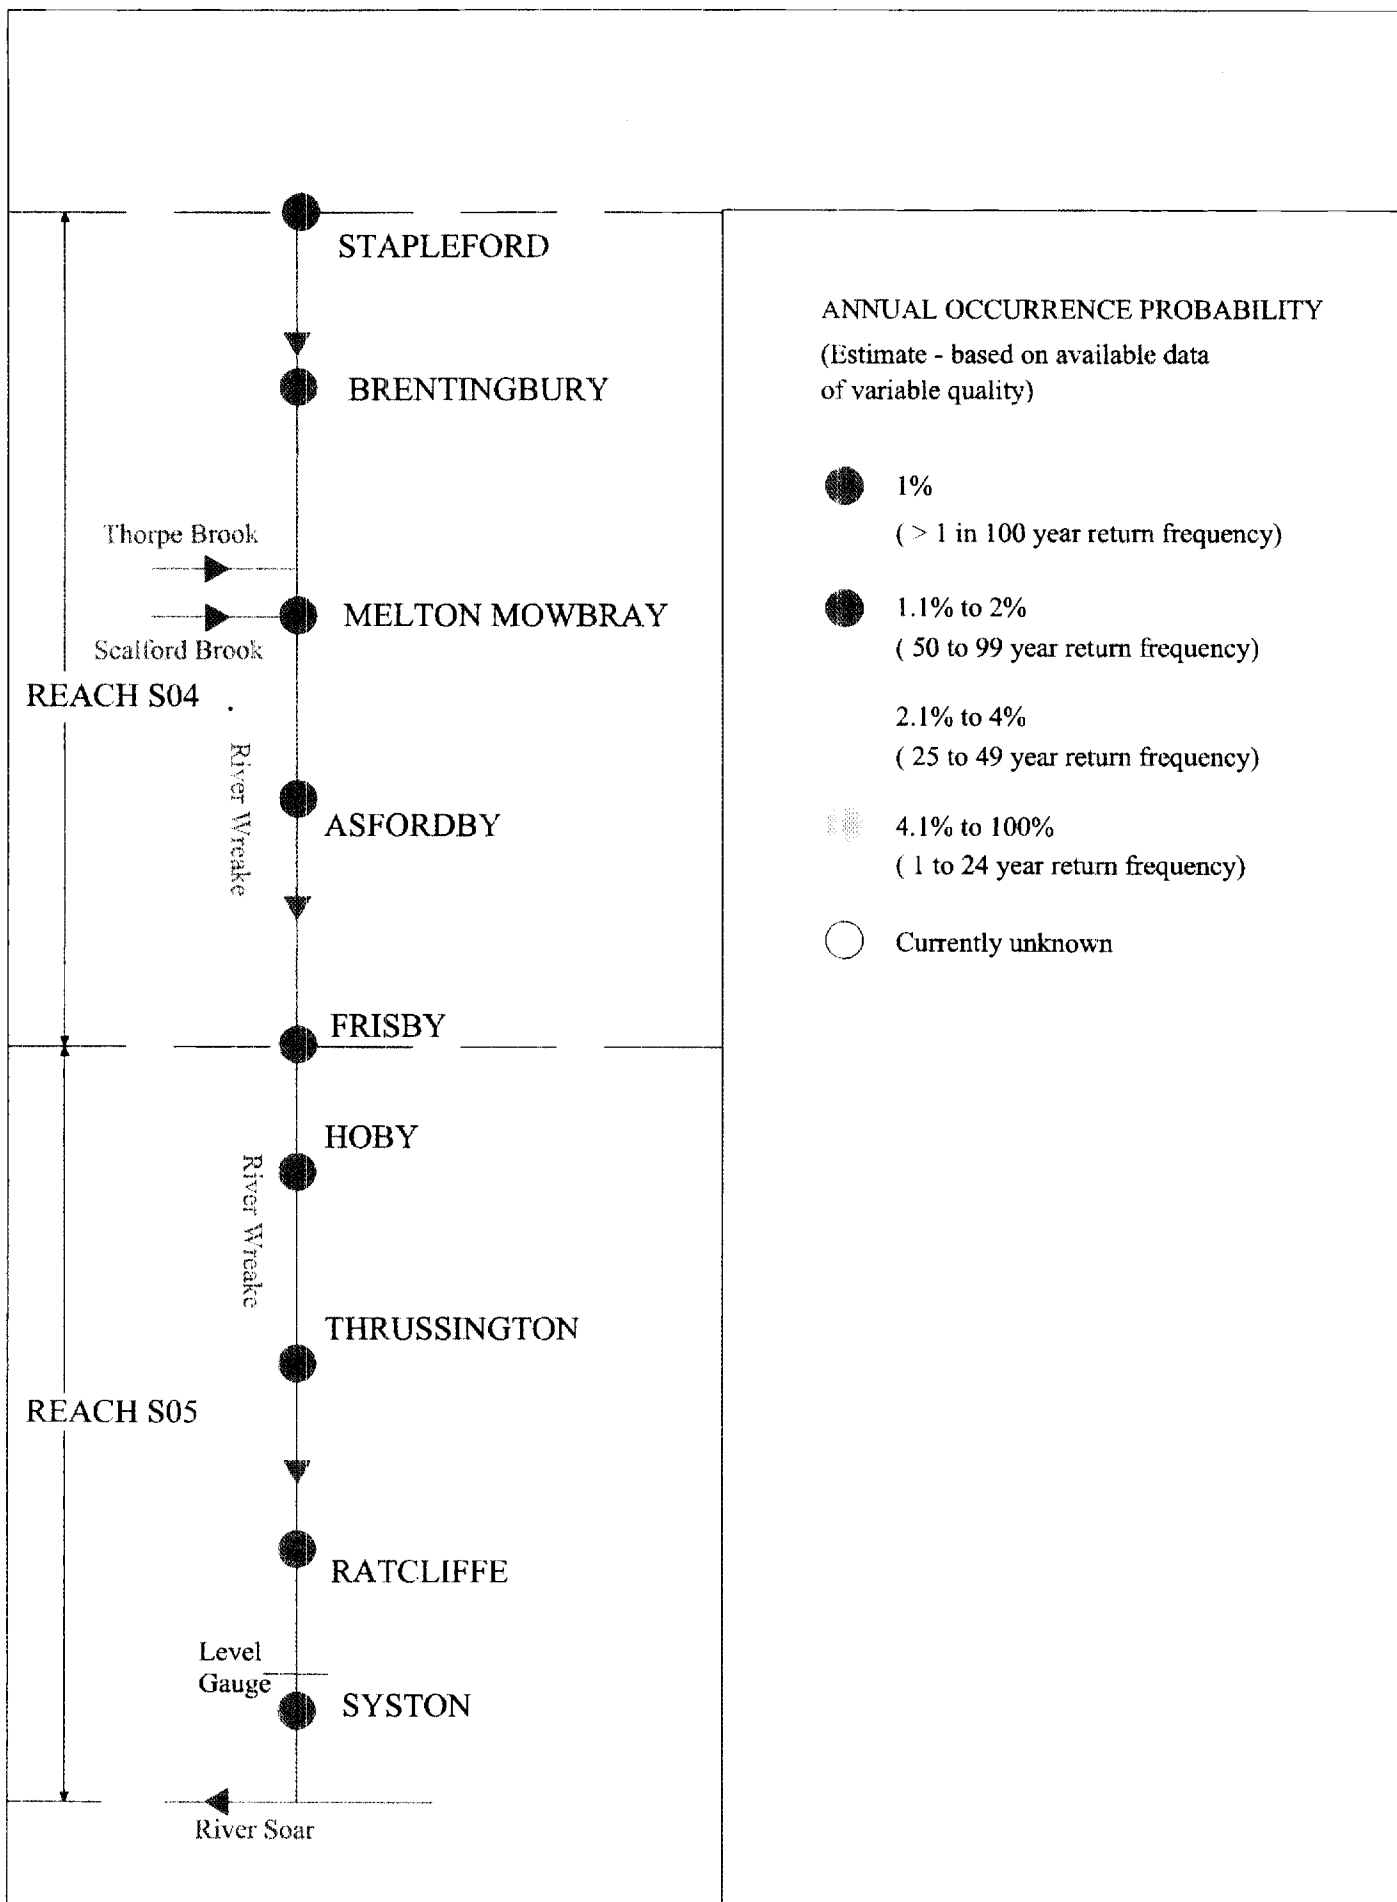 STAPLEFORD
BRENTINGBURY
Thorpe Brook
MELTON MOWBRAY
Scalford Brook
REACH S04
River Wreake
ASFORDBY
FRISBY
HOBY
River Wreake
THRUSSINGTON
REACH S05
RATCLIFFE
Level
Gauge
SYSTON
River Soar
ANNUAL OCCURRENCE PROBABILITY
(Estimate - based on available data
of variable quality)
1%
( > 1 in 100 year return frequency)
1.1% to 2%
( 50 to 99 year return frequency)
2.1% to 4%
( 25 to 49 year return frequency)
4.1% to 100%
( 1 to 24 year return frequency)
Currently unknown